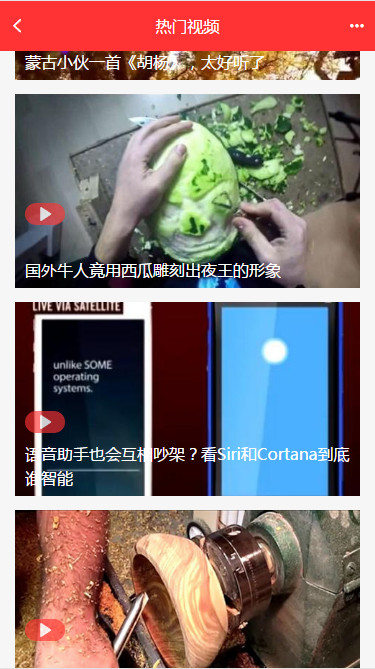 热门视频
蒙古小伙一首《胡杨》，太好听了
国外牛人竟用西瓜雕刻出夜王的形象
LIVE VIA SATELLITE
unlike SOME
operating
systems.
语音助手也会互相吵架？看Siri和Cortana到底
谁智能